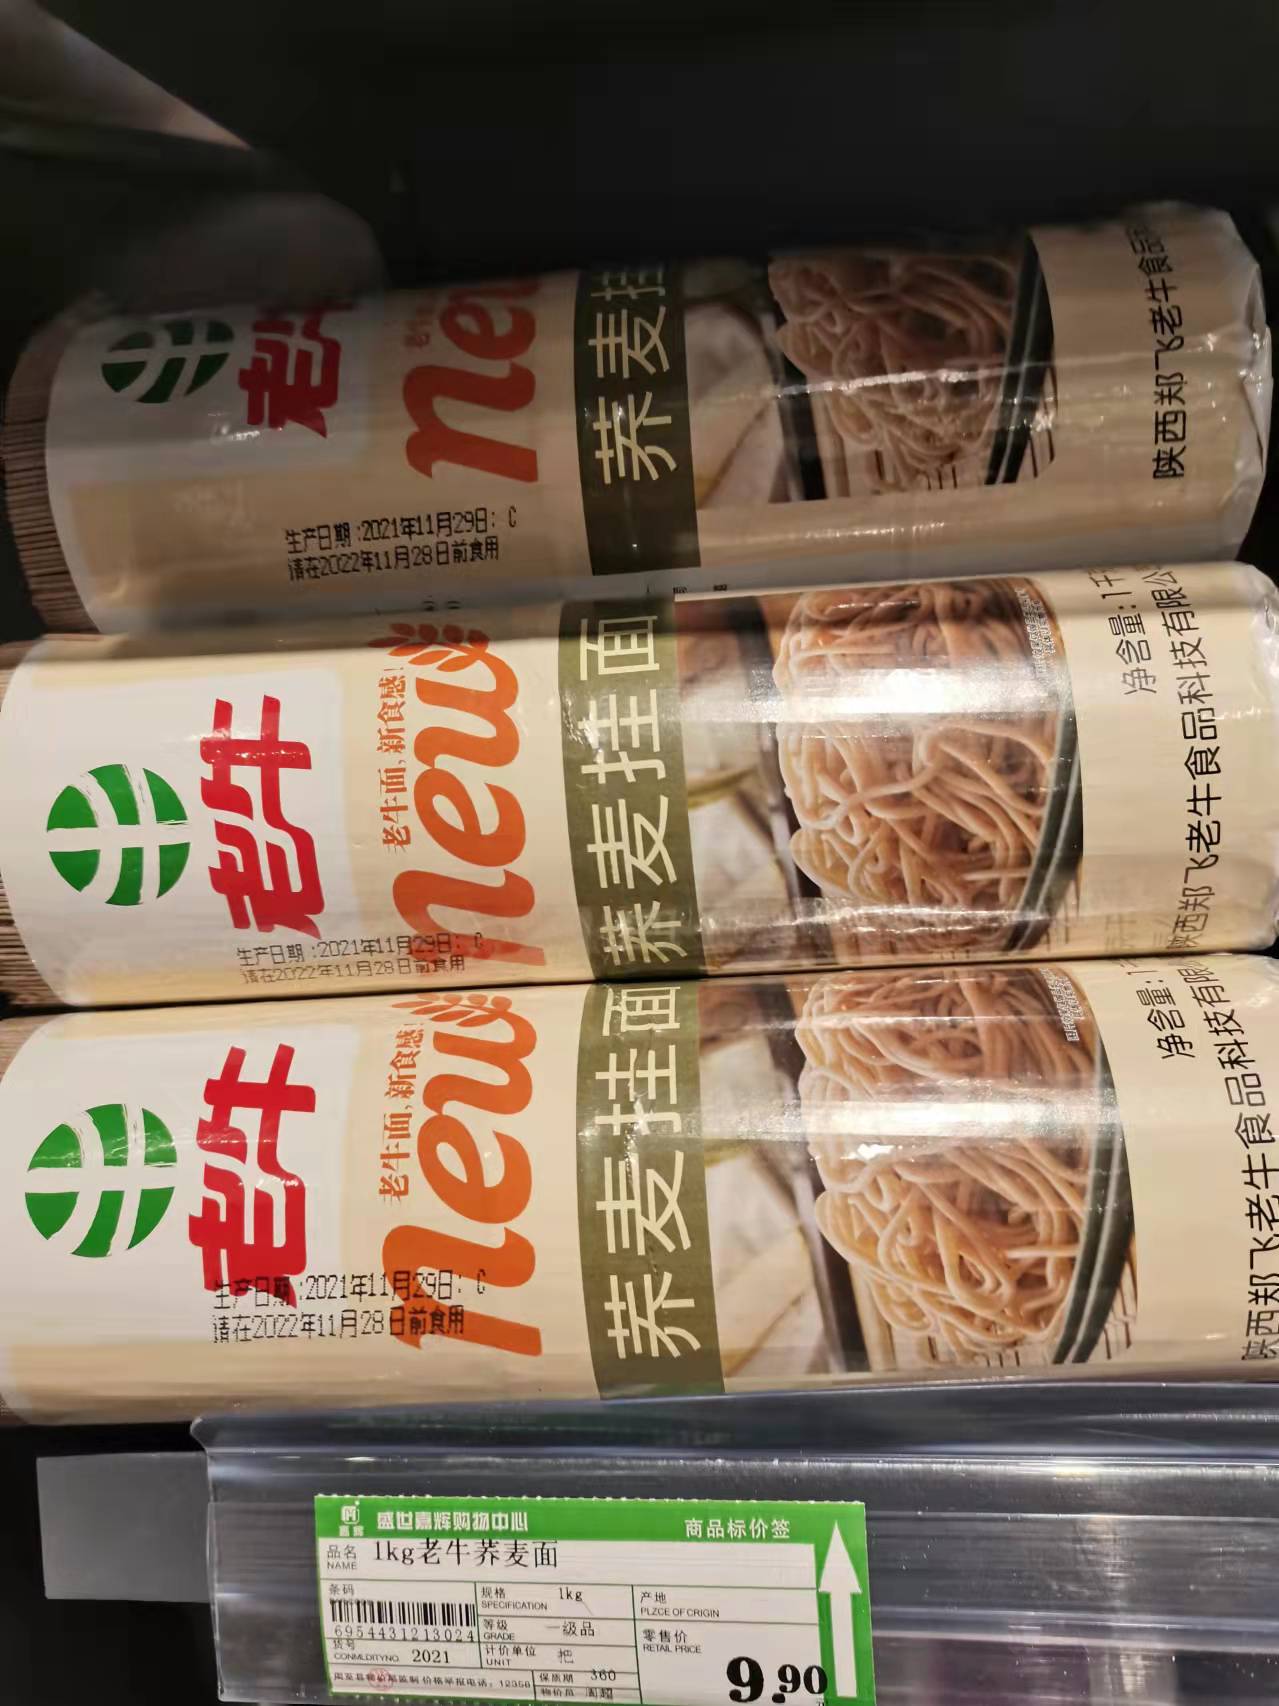 老牛
老牛
new
荞麦挂
陕西郑飞老牛食品
生产日期:2021年11月29日: C
请在2022年11月28日前食用
老牛
老牛面,新食感!
new
荞麦挂面
净含量:1千
陕西郑飞老牛食品科技有限公
生产日期:2021年11月29日: C
请在2022年11月28日前食用
老牛
老牛面,新食感!
new
荞麦挂面
净含量:1
陕西郑飞老牛食品科技有限
生产日期:2021年11月29日: C
请在2022年11月28日前食用
嘉辉
盛世嘉辉购物中心
商品标价签
品名
NAME
1kg老牛荞麦面
条码
6954431213024
规格
SPECIFICATION
1kg
产地
PLZCE OF ORIGIN
等级
GRADE
一级品
货号
CONMLDITYNO
2021
计价单位
UNIT
把
零售价
RETAIL PRICE
9.90
元
保质期 360
物价员 周超